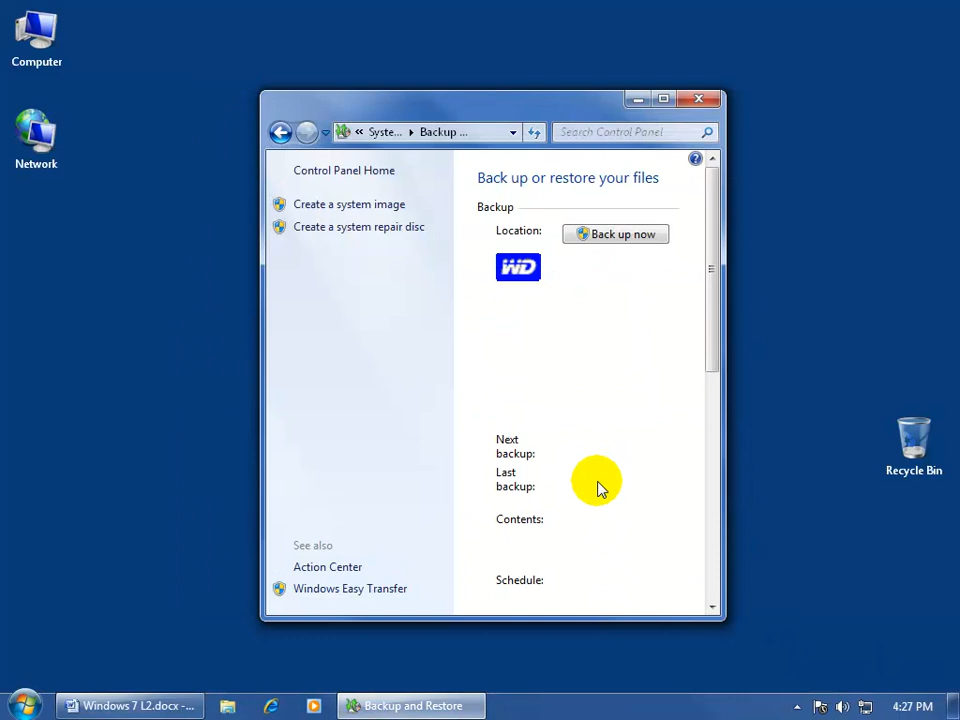 Computer
Network
Syste... Backup ...
Search Control Panel
Control Panel Home
Create a system image
Create a system repair disc
See also
Action Center
Windows Easy Transfer
Back up or restore your files
Backup
Location:
Back up now
WD
Next
backup:
Last
backup:
Contents:
Schedule:
Recycle Bin
Windows 7 L2.docx -...
Backup and Restore
4:27 PM